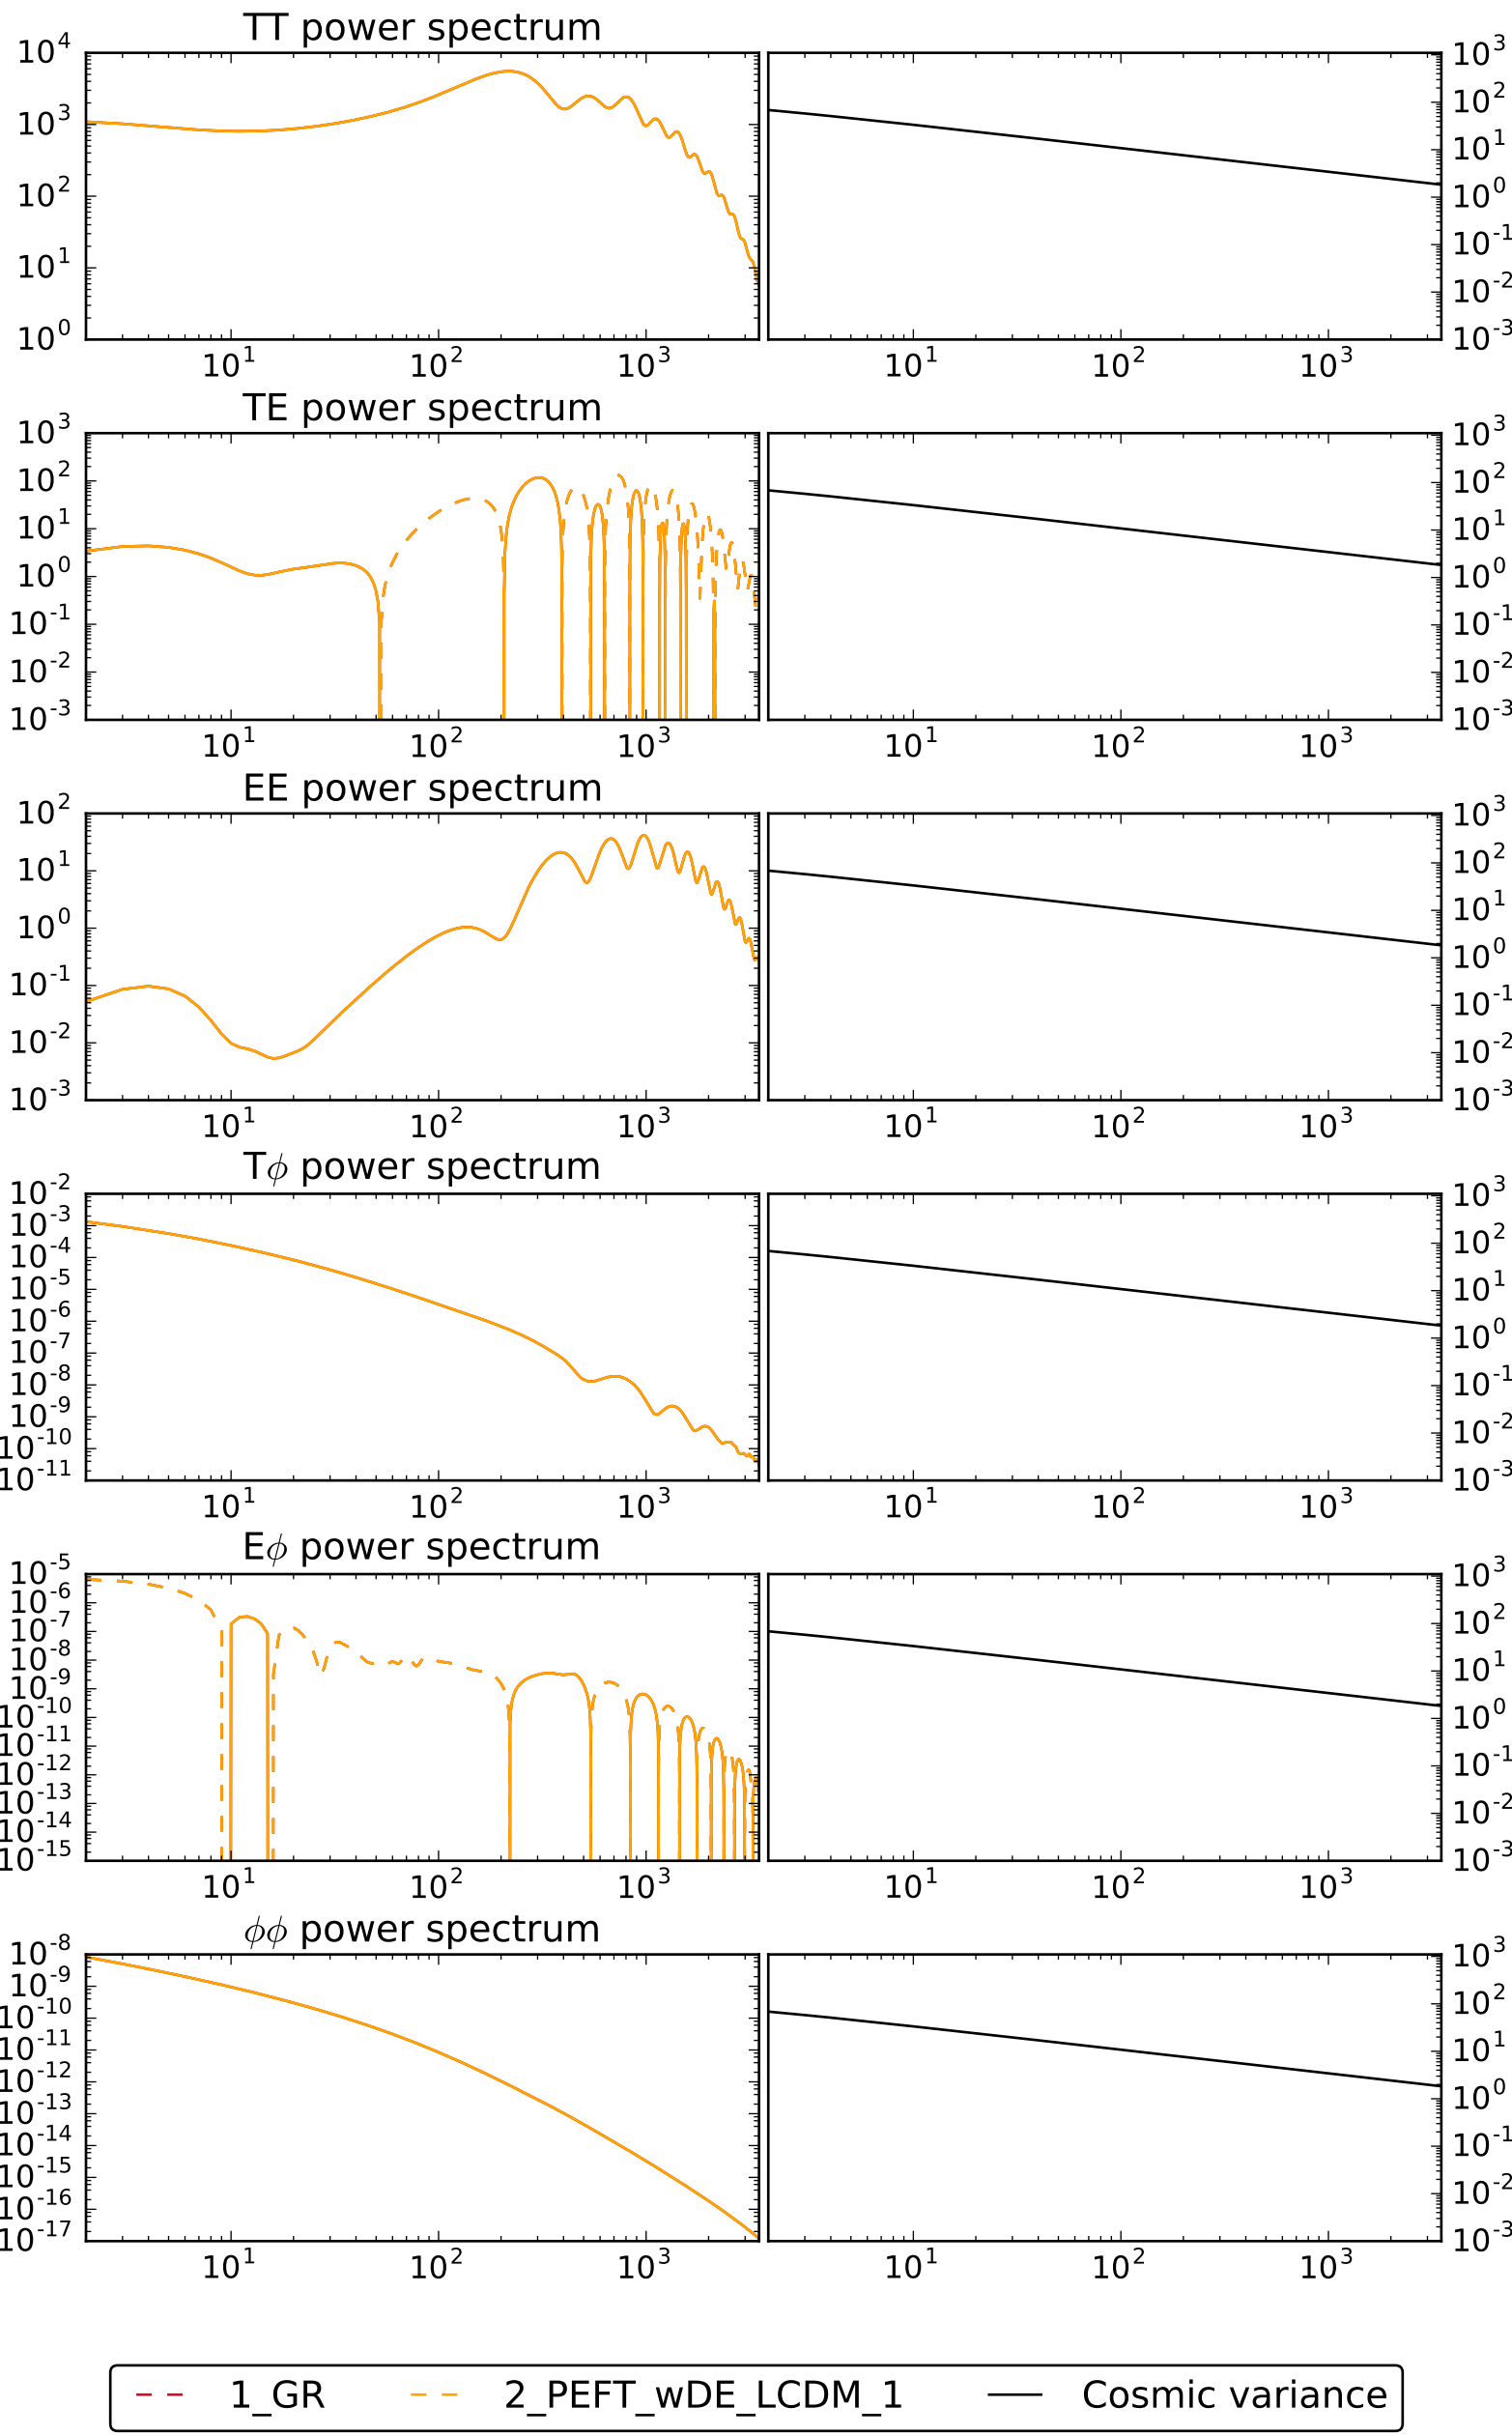 TT power spectrum
10^4 10^3 10^2 10^1 10^0
10^3 10^2 10^1 10^0 10^-1 10^-2 10^-3
10^1 10^2 10^3 10^1 10^2 10^3
TE power spectrum
10^3 10^2 10^1 10^0 10^-1 10^-2 10^-3
10^3 10^2 10^1 10^0 10^-1 10^-2 10^-3
10^1 10^2 10^3 10^1 10^2 10^3
EE power spectrum
10^2 10^1 10^0 10^-1 10^-2 10^-3
10^3 10^2 10^1 10^0 10^-1 10^-2 10^-3
10^1 10^2 10^3 10^1 10^2 10^3
Tϕ power spectrum
10^-2 10^-3 10^-4 10^-5 10^-6 10^-7 10^-8 10^-9 10^-10 10^-11
10^3 10^2 10^1 10^0 10^-1 10^-2 10^-3
10^1 10^2 10^3 10^1 10^2 10^3
Eϕ power spectrum
10^-5 10^-6 10^-7 10^-8 10^-9 10^-10 10^-11 10^-12 10^-13 10^-14 10^-15
10^3 10^2 10^1 10^0 10^-1 10^-2 10^-3
10^1 10^2 10^3 10^1 10^2 10^3
ϕϕ power spectrum
10^-8 10^-9 10^-10 10^-11 10^-12 10^-13 10^-14 10^-15 10^-16 10^-17
10^3 10^2 10^1 10^0 10^-1 10^-2 10^-3
10^1 10^2 10^3 10^1 10^2 10^3
1_GR 2_PEFT_wDE_LCDM_1 Cosmic variance